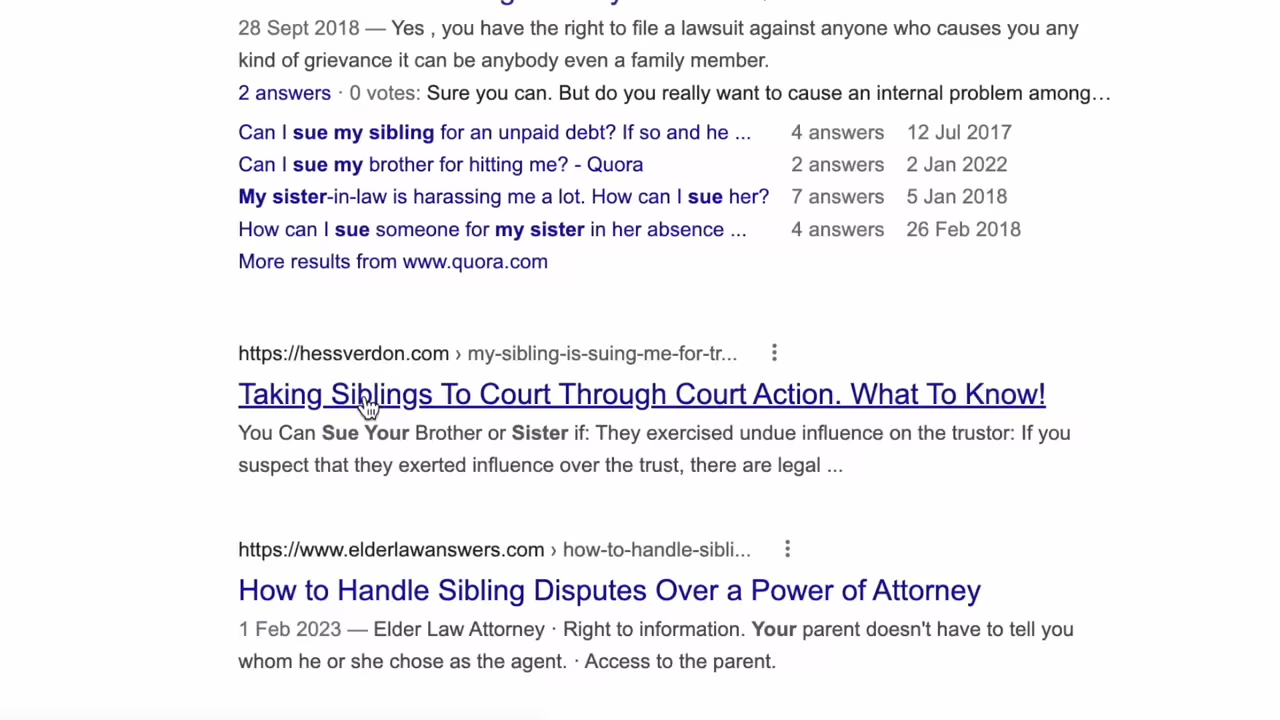 28 Sept 2018 — Yes , you have the right to file a lawsuit against anyone who causes you any
kind of grievance it can be anybody even a family member.
2 answers · 0 votes: Sure you can. But do you really want to cause an internal problem among...
Can I sue my sibling for an unpaid debt? If so and he ... 4 answers 12 Jul 2017
Can I sue my brother for hitting me? - Quora 2 answers 2 Jan 2022
My sister-in-law is harassing me a lot. How can I sue her? 7 answers 5 Jan 2018
How can I sue someone for my sister in her absence ... 4 answers 26 Feb 2018
More results from www.quora.com
https://hessverdon.com › my-sibling-is-suing-me-for-tr...
Taking Siblings To Court Through Court Action. What To Know!
You Can Sue Your Brother or Sister if: They exercised undue influence on the trustor: If you
suspect that they exerted influence over the trust, there are legal ...
https://www.elderlawanswers.com › how-to-handle-sibli...
How to Handle Sibling Disputes Over a Power of Attorney
1 Feb 2023 — Elder Law Attorney · Right to information. Your parent doesn't have to tell you
whom he or she chose as the agent. · Access to the parent.